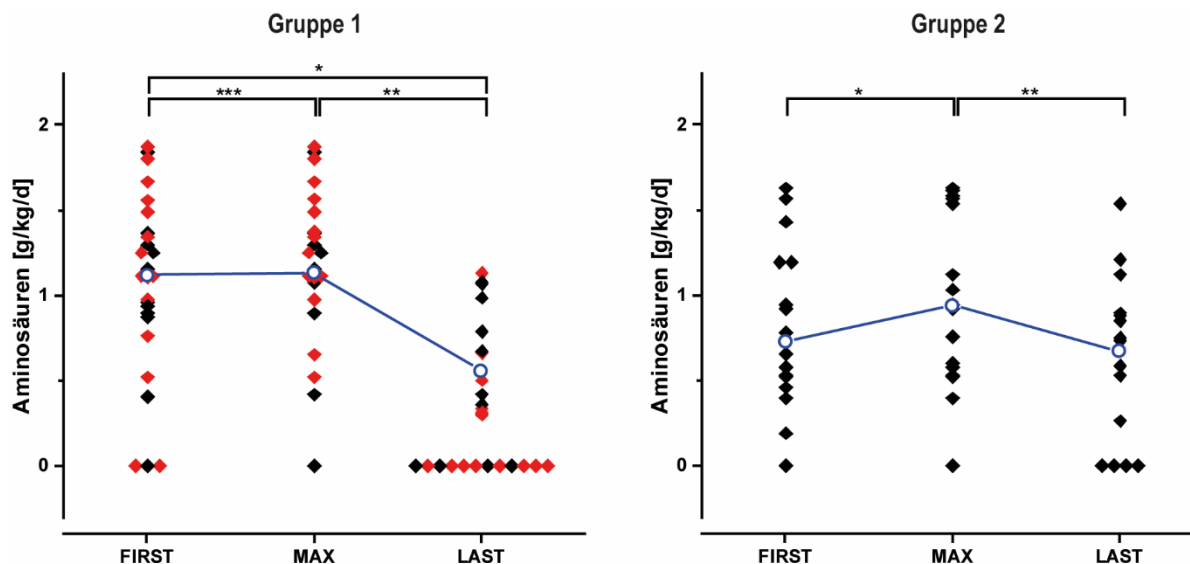 Gruppe 1
*
***
**
Aminosäuren [g/kg/d]
2
1
0
FIRST MAX LAST
Gruppe 2
*
**
Aminosäuren [g/kg/d]
2
1
0
FIRST MAX LAST